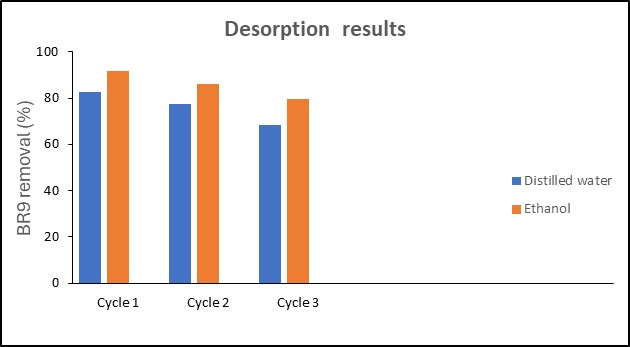 Desorption results
100
80
60
40
20
0
BR9 removal (%)
Cycle 1 Cycle 2 Cycle 3
Distilled water
Ethanol